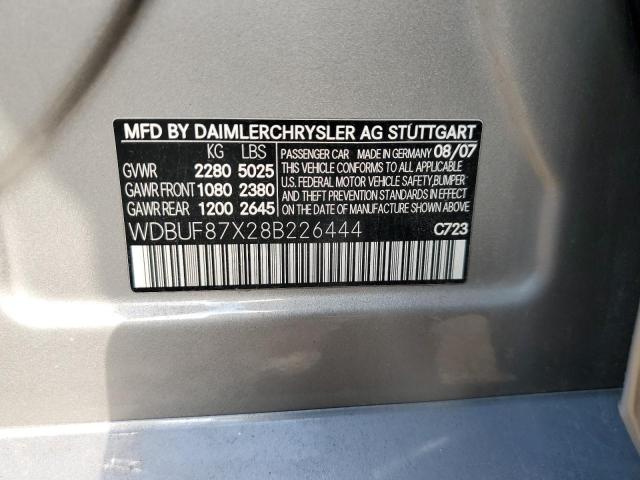 MFD BY DAIMLERCHRYSLER AG STUTTGART
KG LBS
GVWR 2280 5025
GAWR FRONT 1080 2380
GAWR REAR 1200 2645
PASSENGER CAR MADE IN GERMANY 08/07
THIS VEHICLE CONFORMS TO ALL APPLICABLE
U.S. FEDERAL MOTOR VEHICLE SAFETY,BUMPER
AND THEFT PREVENTION STANDARDS IN EFFECT
ON THE DATE OF MANUFACTURE SHOWN ABOVE.
WDBUF87X28B226444 C723